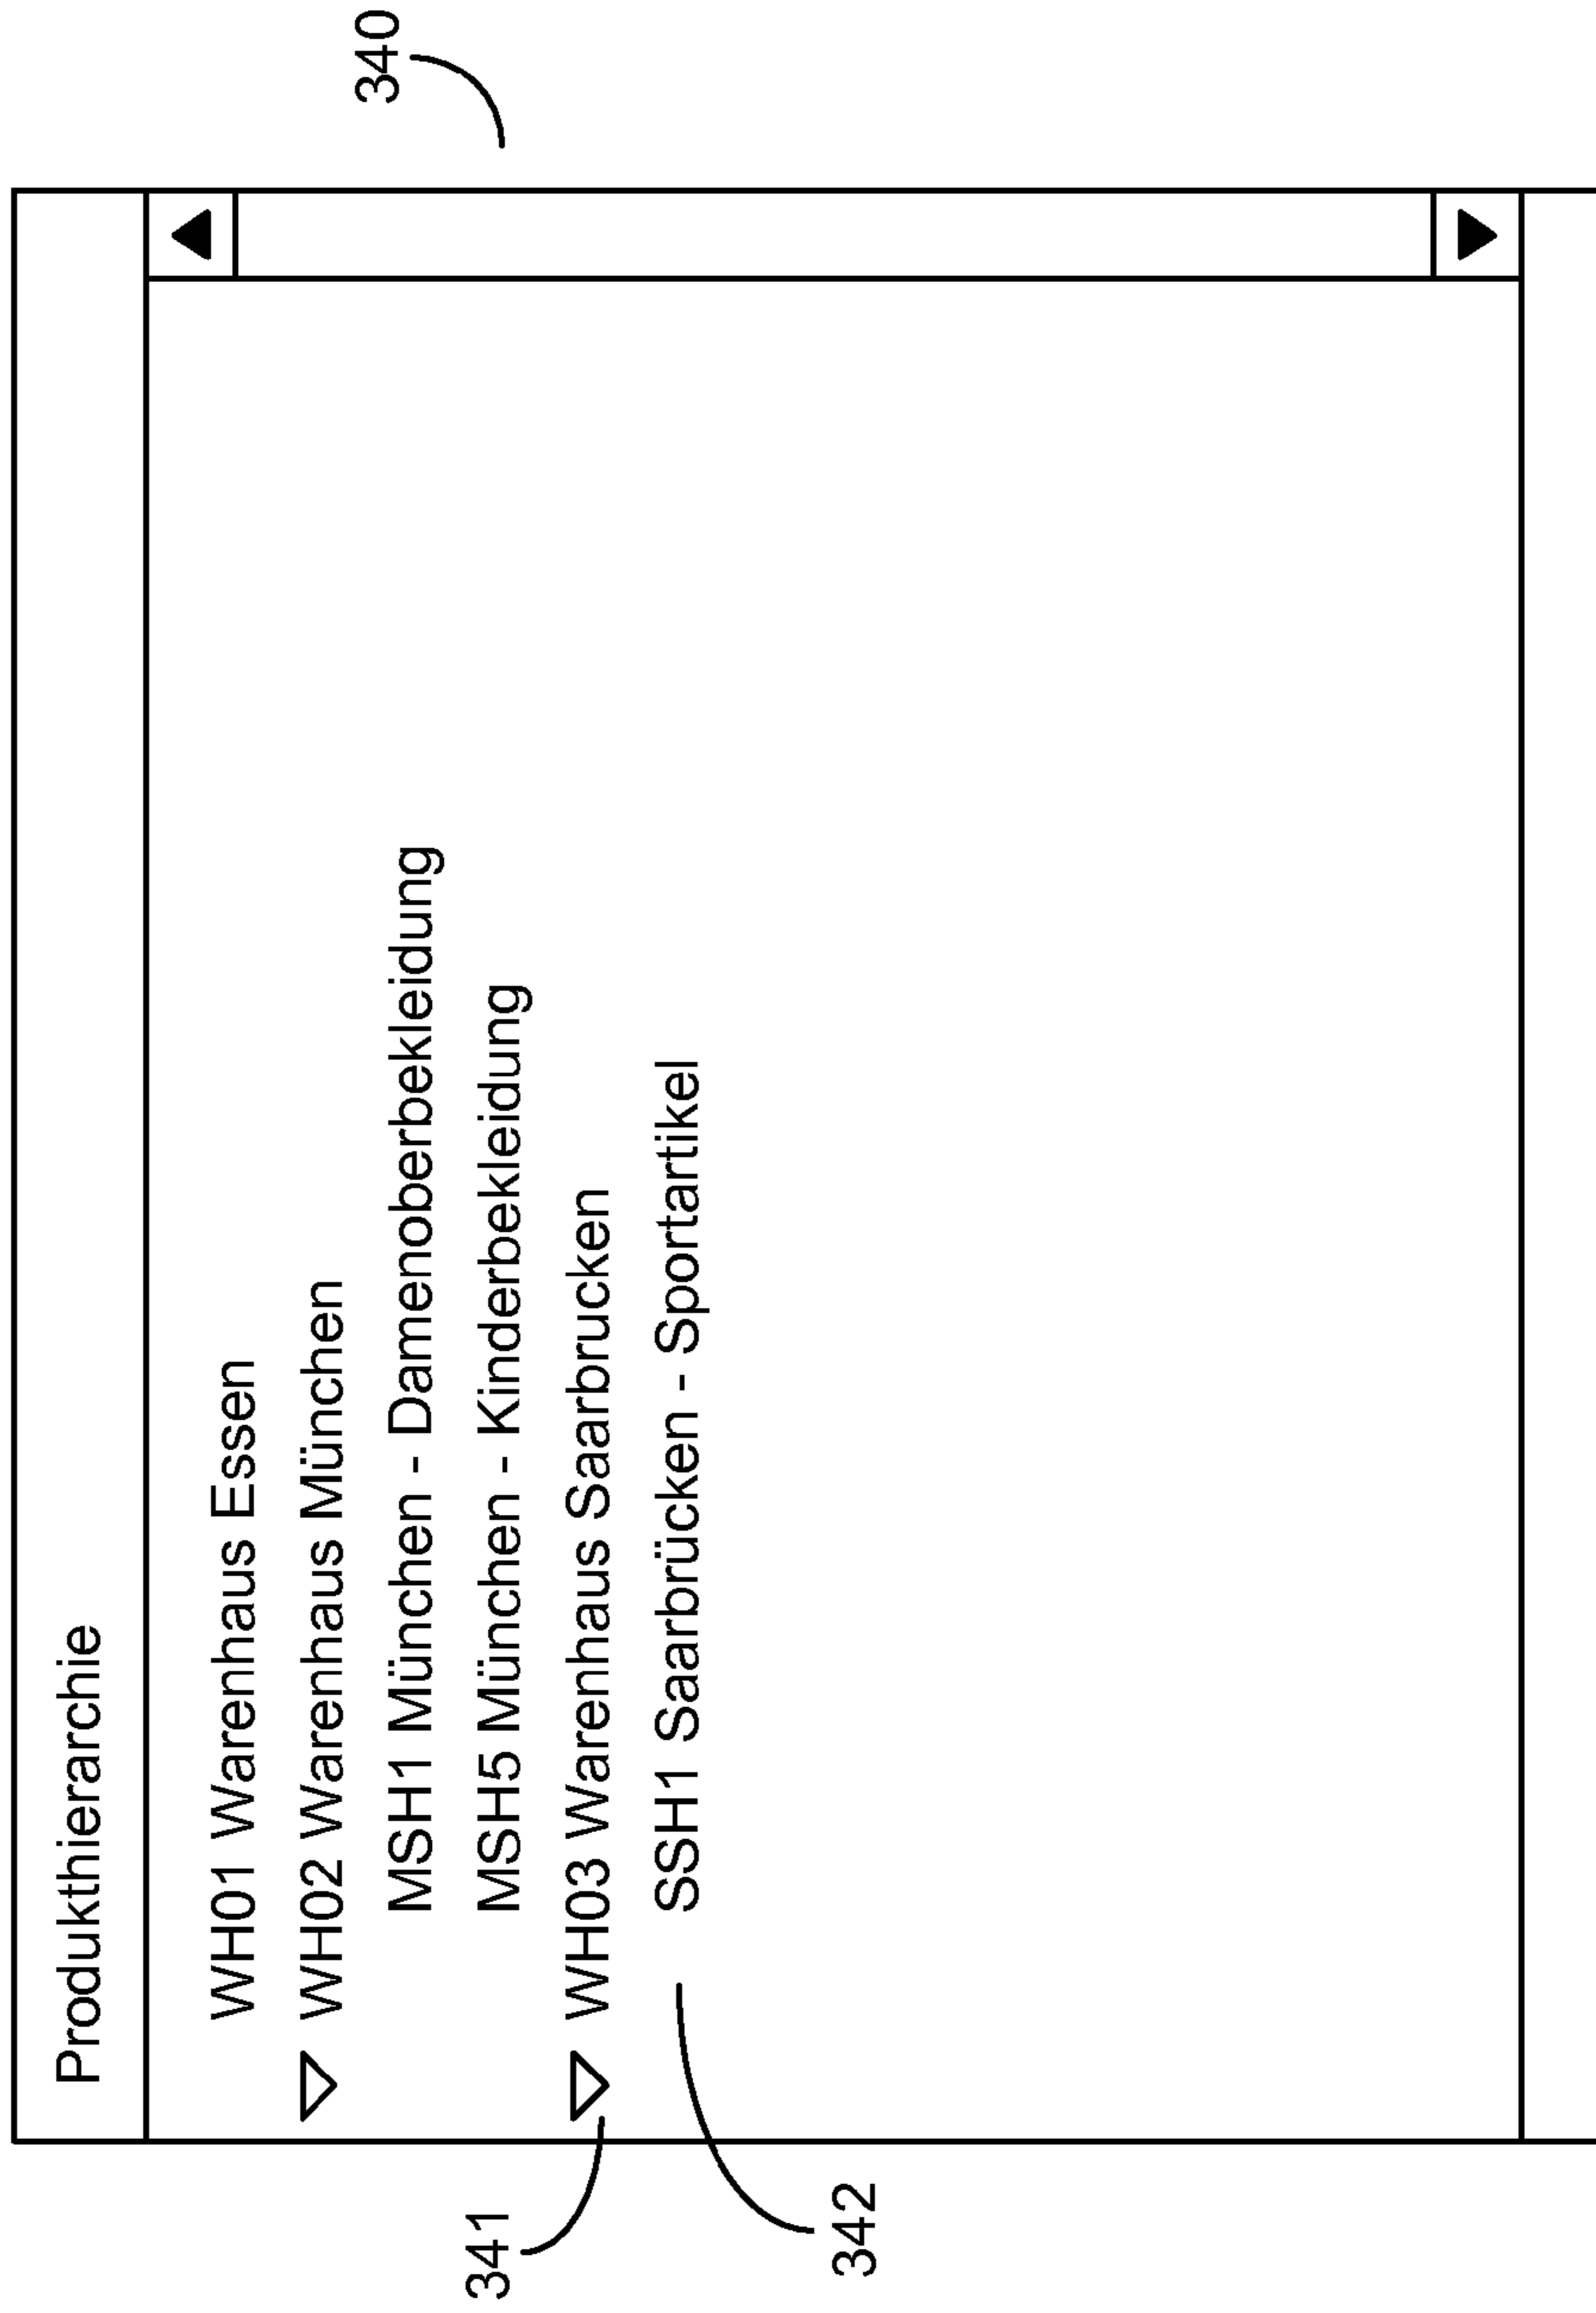 340
Produkthierarchie
WH01 Warenhaus Essen
WH02 Warenhaus München
MSH1 München - Damenoberbekleidung
MSH5 München - Kinderbekleidung
341
WH03 Warenhaus Saarbrucken
342
SSH1 Saarbrücken - Sportartikel